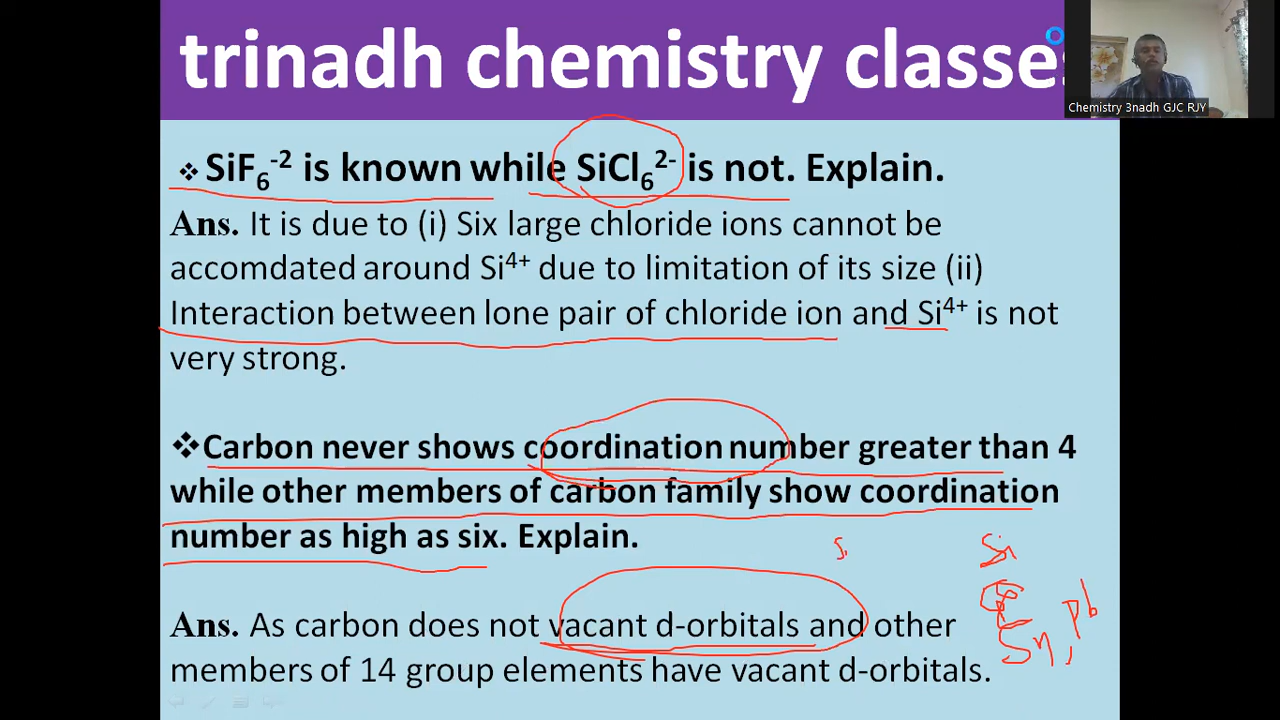 trinadh chemistry classes
Chemistry 3nadh GJC RJY
❖ SiF₆⁻² is known while SiCl₆²⁻ is not. Explain.
Ans. It is due to (i) Six large chloride ions cannot be
accomdated around Si⁴⁺ due to limitation of its size (ii)
Interaction between lone pair of chloride ion and Si⁴⁺ is not
very strong.
❖Carbon never shows coordination number greater than 4
while other members of carbon family show coordination
number as high as six. Explain.
Si
Ans. As carbon does not vacant d-orbitals and other
members of 14 group elements have vacant d-orbitals.
Sn, pb